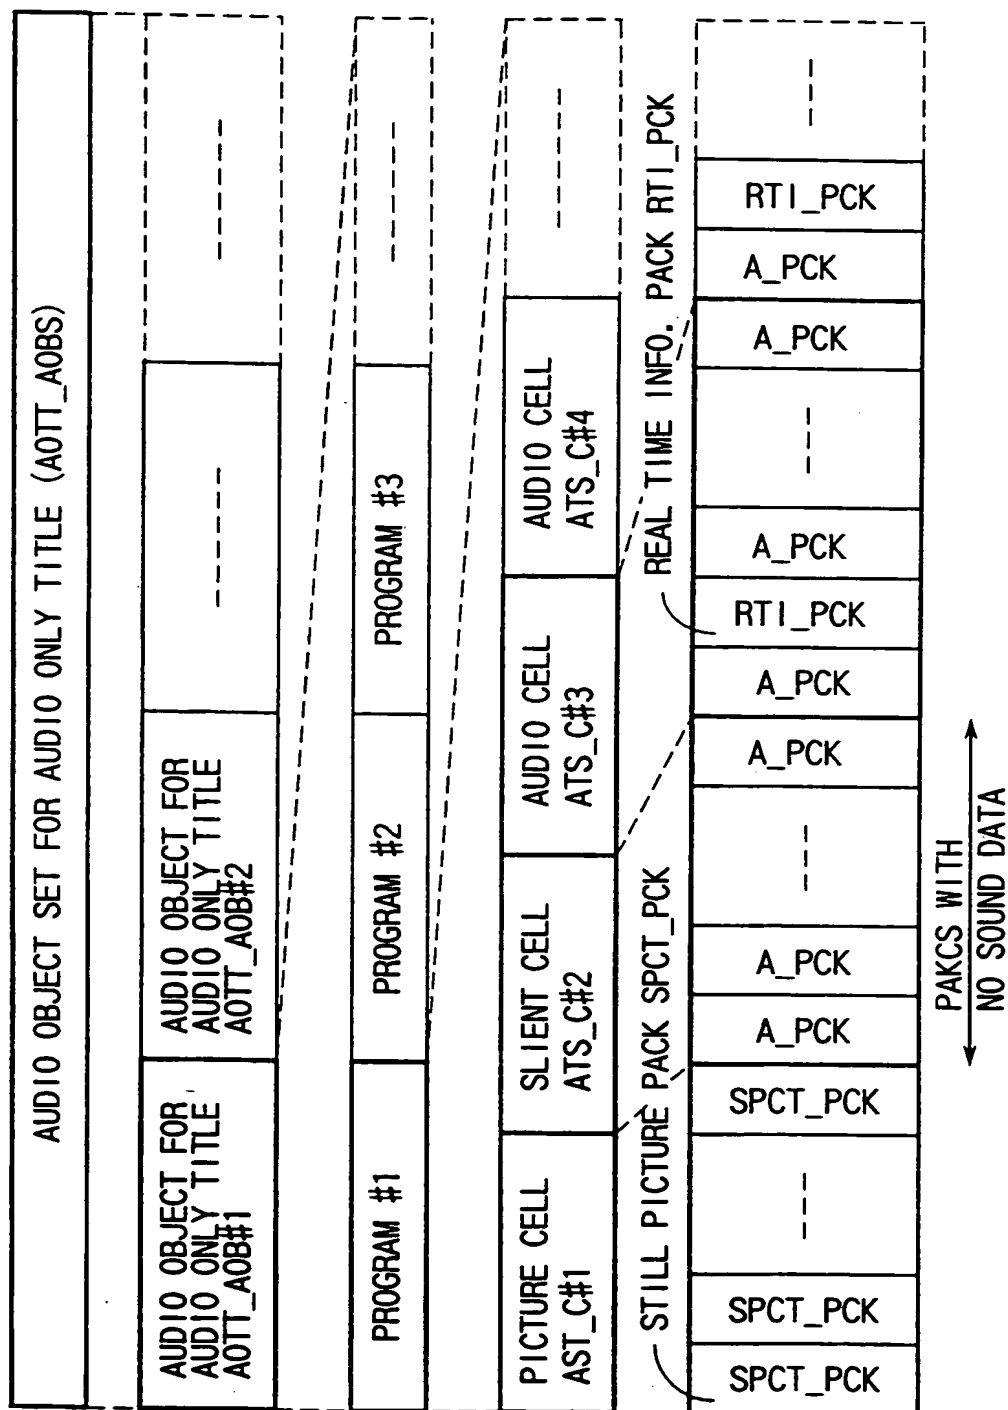 AUDIO OBJECT SET FOR AUDIO ONLY TITLE (AOTT_AOBS)
AUDIO OBJECT FOR
AUDIO ONLY TITLE
AOTT_AOB#1
AUDIO OBJECT FOR
AUDIO ONLY TITLE
AOTT_AOB#2
PROGRAM #1
PROGRAM #2
PROGRAM #3
PICTURE CELL
AST_C#1
SLIENT CELL
ATS_C#2
AUDIO CELL
ATS_C#3
AUDIO CELL
ATS_C#4
STILL PICTURE PACK SPCT_PCK
REAL TIME INFO. PACK RTI_PCK
SPCT_PCK
SPCT_PCK
SPCT_PCK
A_PCK
A_PCK
A_PCK
A_PCK
RTI_PCK
A_PCK
A_PCK
A_PCK
RTI_PCK
PAKCS WITH
NO SOUND DATA